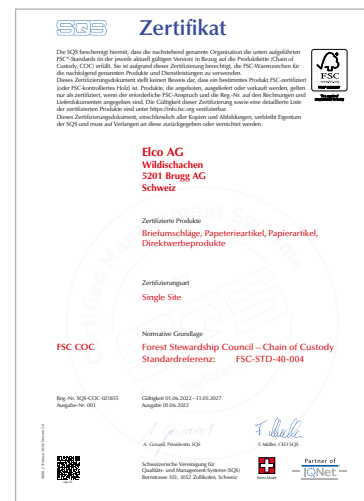 SQS Zertifikat
Die SQS bescheinigt hiermit, dass die nachstehend genannte Organisation die unten aufgeführten
FSC®-Standards (in der jeweils aktuell gültigen Version) in Bezug auf die Produktkette (Chain of
Custody, COC) erfüllt. Sie ist aufgrund dieser Zertifizierung berechtigt, die FSC-Warenzeichen für
die nachfolgend genannten Produkte und Dienstleistungen zu verwenden.
Dieses Zertifizierungsdokument stellt keinen Beweis dar, dass ein bestimmtes Produkt FSC-zertifiziert
(oder FSC-kontrolliertes Holz) ist. Produkte, die angeboten, ausgeliefert oder verkauft werden, gelten
nur als zertifiziert, wenn der erforderliche FSC-Anspruch und die Reg.-Nr. auf den Rechnungen und
Lieferdokumenten angegeben sind. Die Gültigkeit dieser Zertifizierung sowie eine detaillierte Liste
der zertifizierten Produkte sind unter https://info.fsc.org verifizierbar.
Dieses Zertifizierungsdokument, einschliesslich aller Kopien und Abbildungen, verbleibt Eigentum
der SQS und muss auf Verlangen an diese zurückgegeben oder vernichtet werden.
FSC
Elco AG
Wildischachen
5201 Brugg AG
Schweiz
Zertifizierte Produkte
Briefumschläge, Papeterieartikel, Papierartikel,
Direktwerbeprodukte
Zertifizierungsart
Single Site
Normative Grundlage
FSC COC Forest Stewardship Council – Chain of Custody
Standardreferenz: FSC-STD-40-004
Reg.-Nr. SQS-COC-021855 Gültigkeit 01.06.2022 – 31.05.2027
Ausgabe-Nr. 001 Ausgabe 01.06.2022
A. Grisard, Präsidentin SQS F. Müller, CEO SQS
Schweizerische Vereinigung für
Qualitäts- und Management-Systeme (SQS)
Bernstrasse 103, 3052 Zollikofen, Schweiz
Swiss Made
Partner of
IQNet